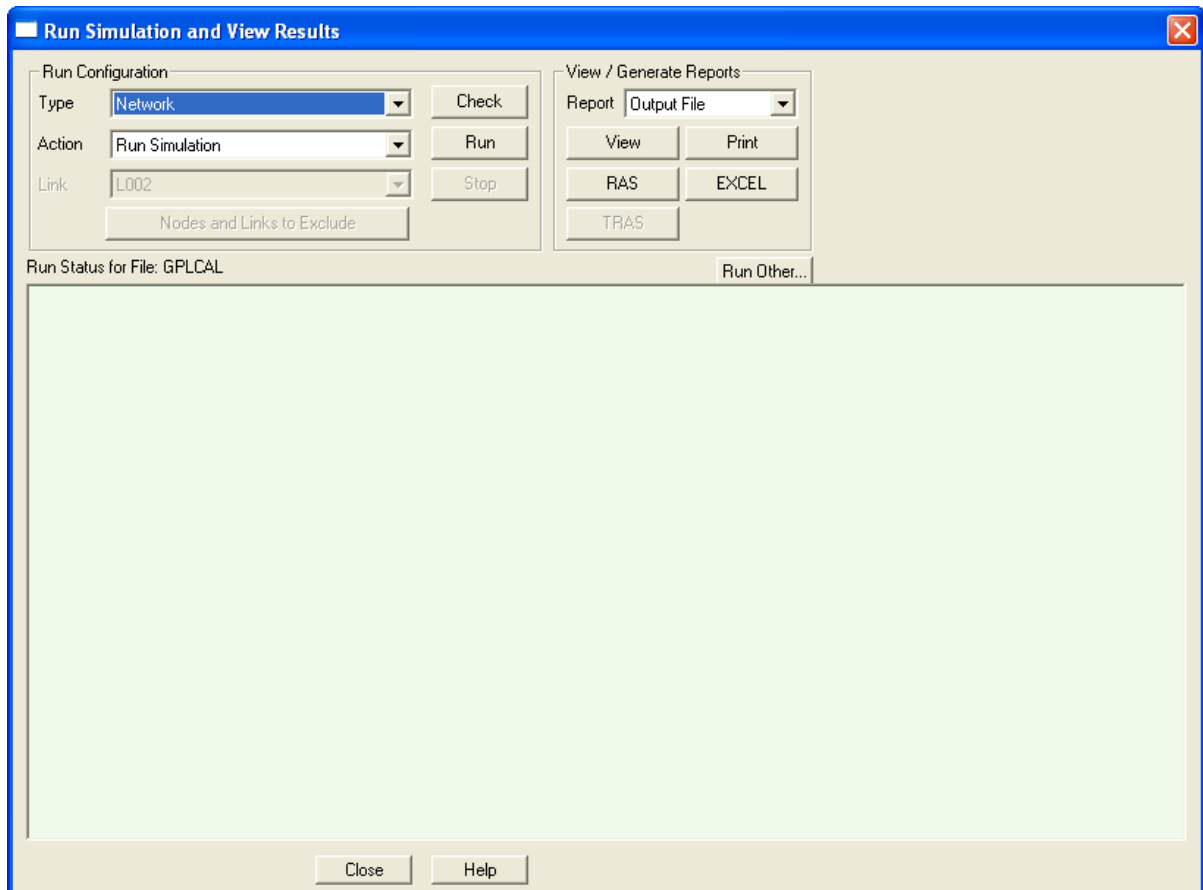 Run Simulation and View Results
Run Configuration
Type Network Check
Action Run Simulation Run
Link L002 Stop
Nodes and Links to Exclude
View / Generate Reports
Report Output File
View Print
RAS EXCEL
TRAS
Run Status for File: GPLCAL
Run Other...
Close Help